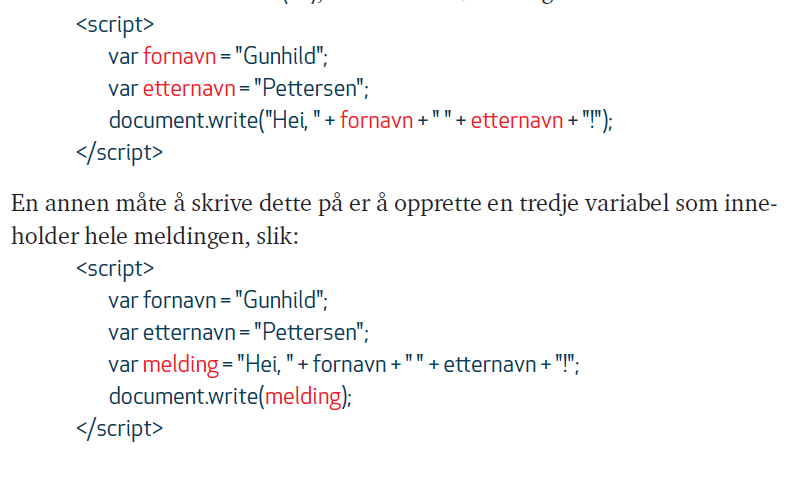 <script>
var fornavn = "Gunhild";
var etternavn = "Pettersen";
document.write("Hei, " + fornavn + " " + etternavn + "!");
</script>
En annen måte å skrive dette på er å opprette en tredje variabel som inne-
holder hele meldingen, slik:
<script>
var fornavn = "Gunhild";
var etternavn = "Pettersen";
var melding = "Hei, " + fornavn + " " + etternavn + "!";
document.write(melding);
</script>